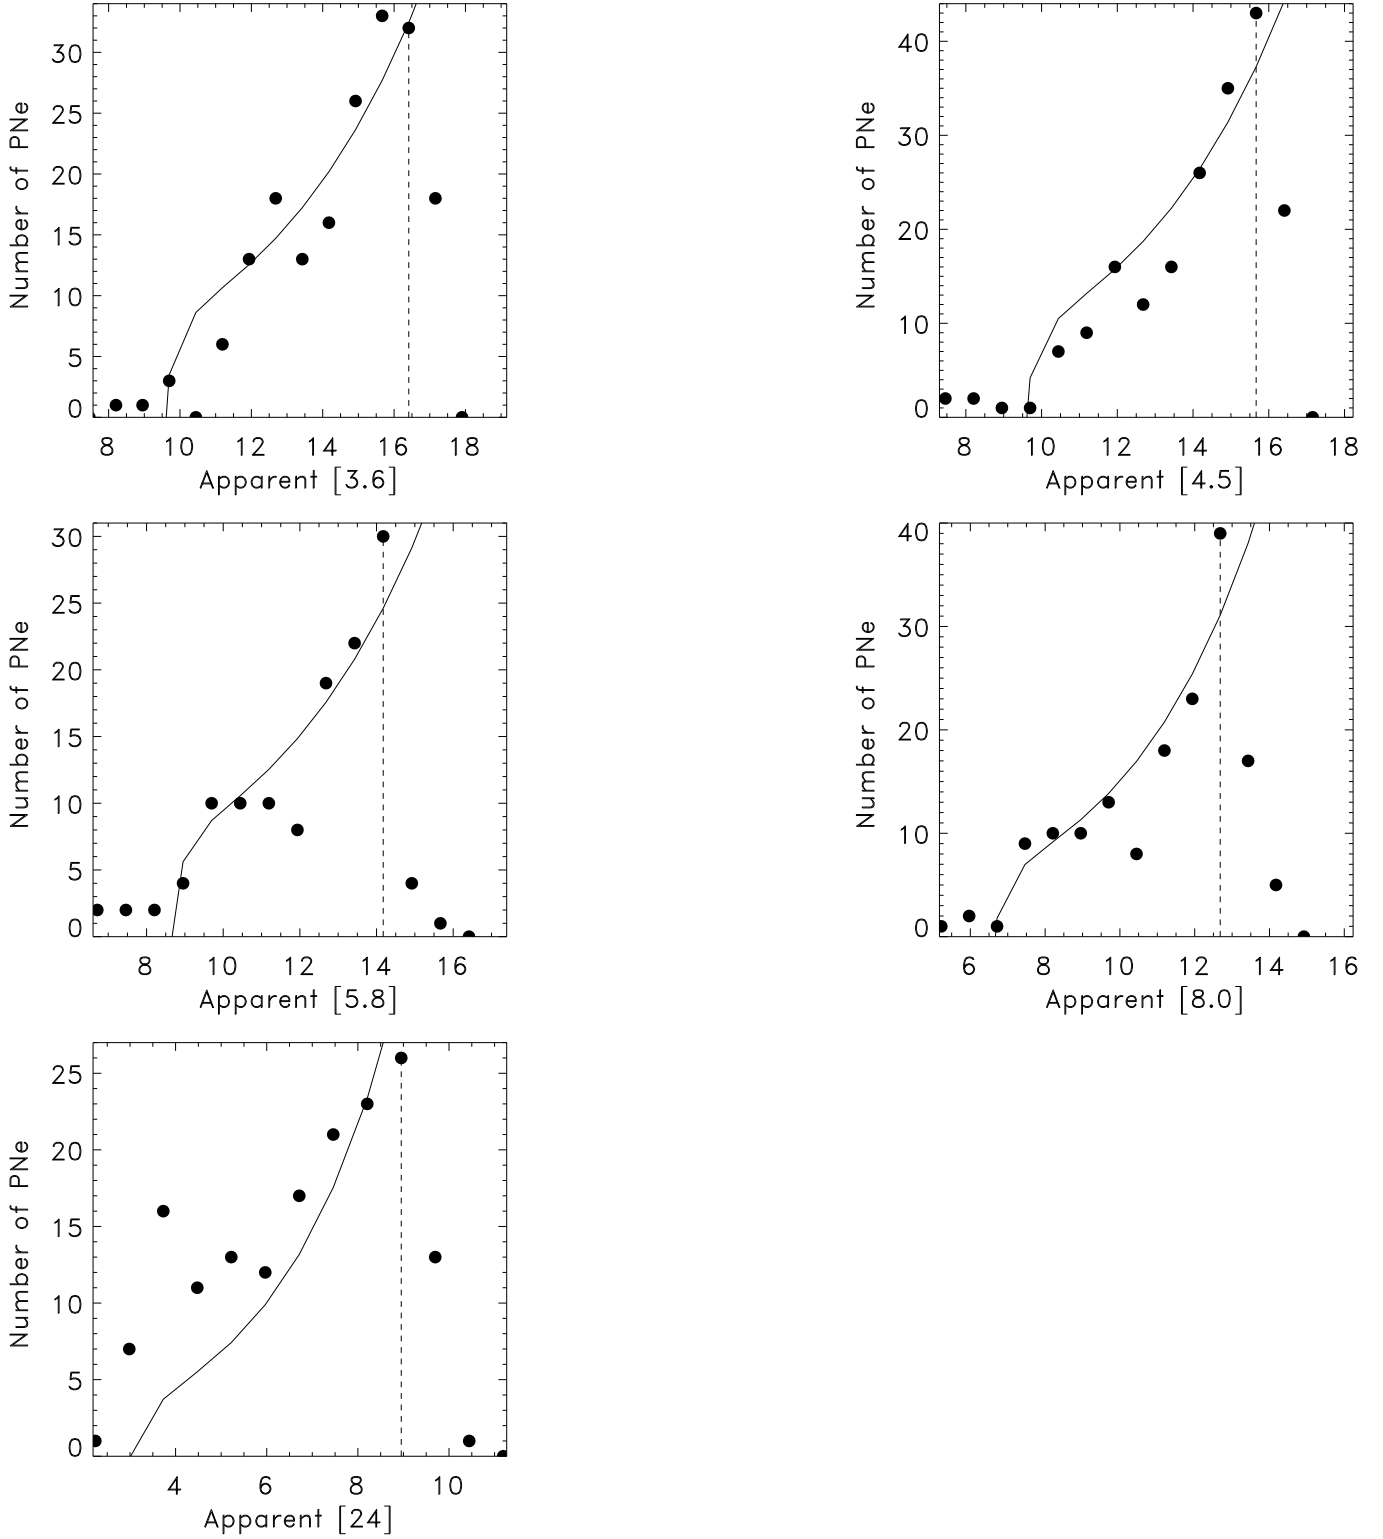 Number of PNe
30
25
20
15
10
5
0
8 10 12 14 16 18
Apparent [3.6]
Number of PNe
40
30
20
10
0
8 10 12 14 16 18
Apparent [4.5]
Number of PNe
30
25
20
15
10
5
0
8 10 12 14 16
Apparent [5.8]
Number of PNe
40
30
20
10
0
6 8 10 12 14 16
Apparent [8.0]
Number of PNe
25
20
15
10
5
0
4 6 8 10
Apparent [24]